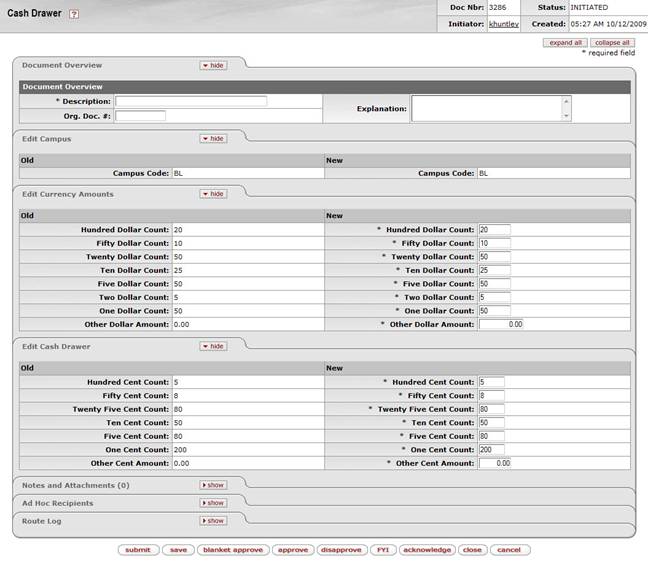 Cash Drawer ?
Doc Nbr: 3286 Status: INITIATED
Initiator: khuntley Created: 05:27 AM 10/12/2009
expand all collapse all
* required field
Document Overview hide
Document Overview
* Description: Explanation:
Org. Doc. #:
Edit Campus hide
Old New
Campus Code: BL Campus Code: BL
Edit Currency Amounts hide
Old New
Hundred Dollar Count: 20 * Hundred Dollar Count: 20
Fifty Dollar Count: 10 * Fifty Dollar Count: 10
Twenty Dollar Count: 50 * Twenty Dollar Count: 50
Ten Dollar Count: 25 * Ten Dollar Count: 25
Five Dollar Count: 50 * Five Dollar Count: 50
Two Dollar Count: 5 * Two Dollar Count: 5
One Dollar Count: 50 * One Dollar Count: 50
Other Dollar Amount: 0.00 * Other Dollar Amount: 0.00
Edit Cash Drawer hide
Old New
Hundred Cent Count: 5 * Hundred Cent Count: 5
Fifty Cent Count: 8 * Fifty Cent Count: 8
Twenty Five Cent Count: 80 * Twenty Five Cent Count: 80
Ten Cent Count: 50 * Ten Cent Count: 50
Five Cent Count: 80 * Five Cent Count: 80
One Cent Count: 200 * One Cent Count: 200
Other Cent Amount: 0.00 * Other Cent Amount: 0.00
Notes and Attachments (0) show
Ad Hoc Recipients show
Route Log show
submit save blanket approve approve disapprove FYI acknowledge close cancel